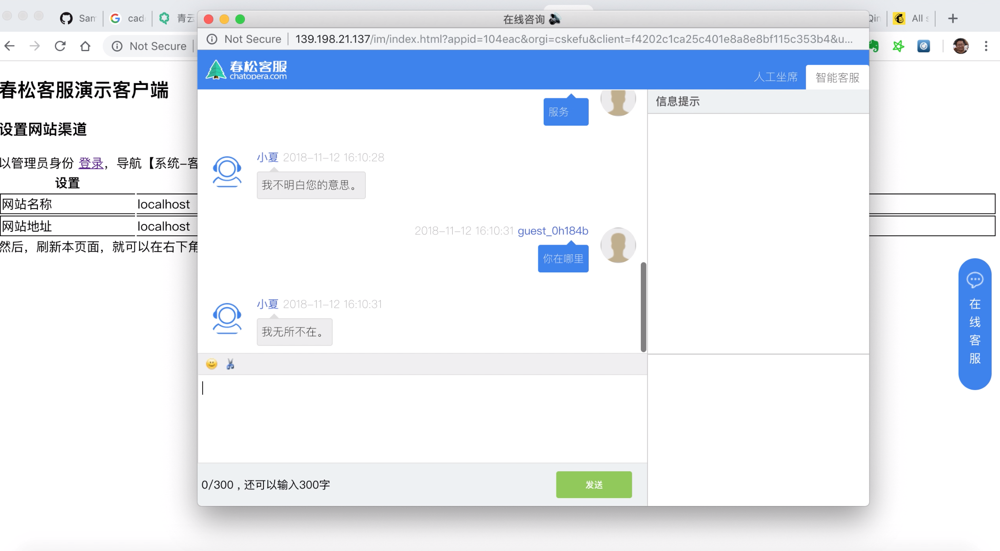 Sam
cad
青云
Qin
All s
Not Secure
在线咨询
Not Secure
139.198.21.137/im/index.html?appid=104eac&orgi=cskefu&client=f4202c1ca25c401e8a8e8bf115c353b4&u...
春松客服
chatopera.com
人工坐席
智能客服
信息提示
服务
小夏 2018-11-12 16:10:28
我不明白您的意思。
2018-11-12 16:10:31 guest_0h184b
你在哪里
小夏 2018-11-12 16:10:31
我无所不在。
0/300，还可以输入300字
发送
春松客服演示客户端
设置网站渠道
以管理员身份 登录，导航【系统-客
设置
网站名称 localhost
网站地址 localhost
然后，刷新本页面，就可以在右下角
在
线
客
服